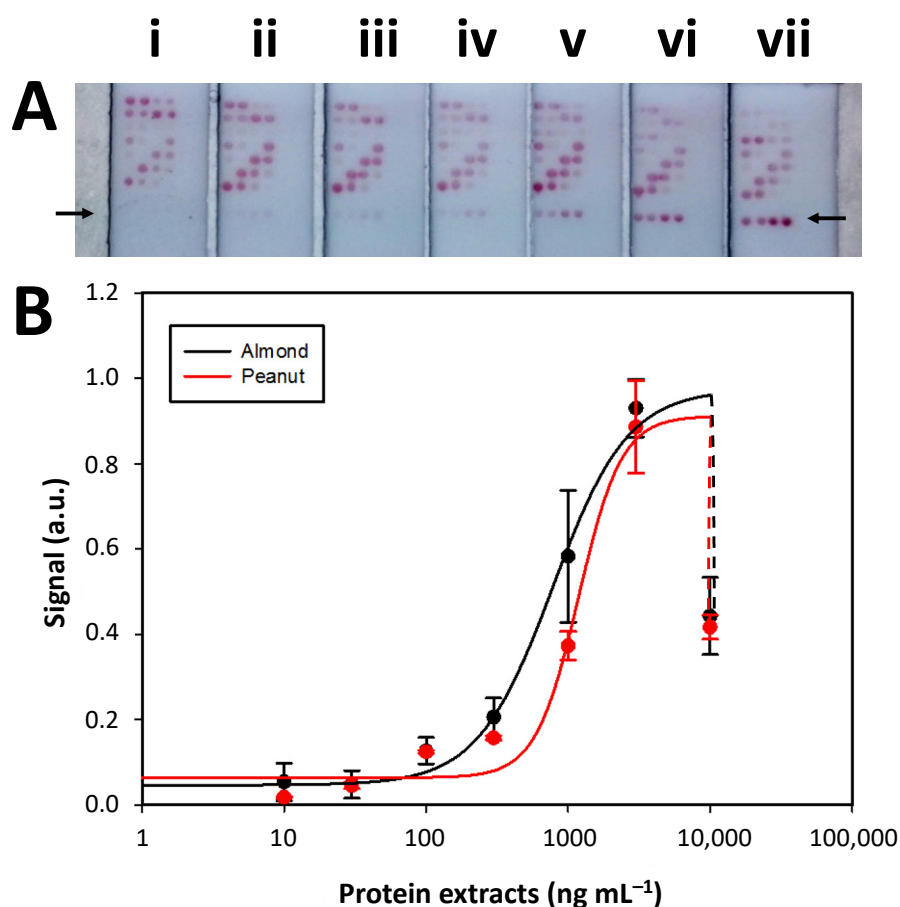 i ii iii iv v vi vii
A
B
1.2
Almond
Peanut
1.0
0.8
0.6
0.4
0.2
0.0
Signal (a.u.)
1 10 100 1000 10,000 100,000
Protein extracts (ng mL⁻¹)